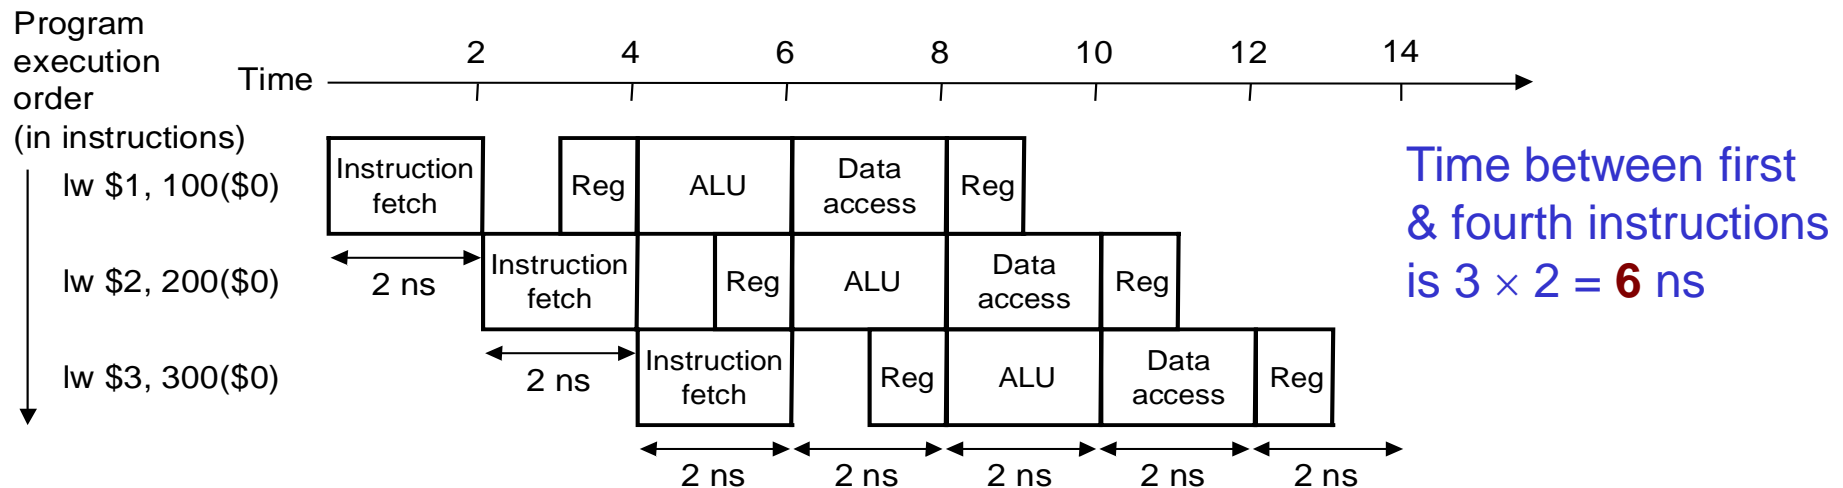 Program
execution
order
(in instructions)
Time
2 4 6 8 10 12 14
lw $1, 100($0)
Instruction
fetch
Reg
ALU
Data
access
Reg
2 ns
lw $2, 200($0)
Instruction
fetch
Reg
ALU
Data
access
Reg
2 ns
lw $3, 300($0)
Instruction
fetch
Reg
ALU
Data
access
Reg
2 ns 2 ns 2 ns 2 ns 2 ns
Time between first
& fourth instructions
is 3 × 2 = 6 ns